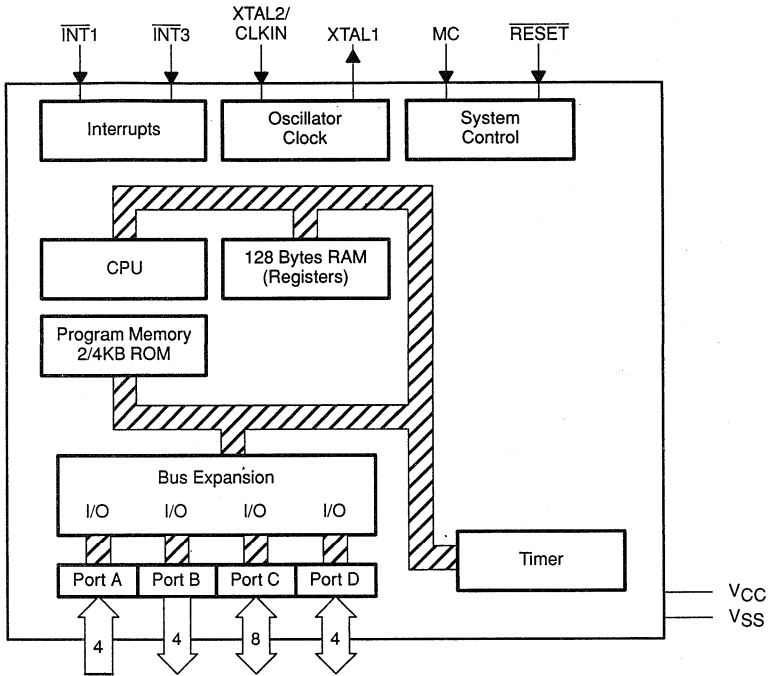 INT1 INT3 XTAL2/ CLKIN XTAL1 MC RESET
Interrupts
Oscillator
Clock
System
Control
CPU
128 Bytes RAM
(Registers)
Program Memory
2/4KB ROM
Bus Expansion
I/O I/O I/O I/O
Port A Port B Port C Port D
Timer
4 4 8 4
VCC
VSS